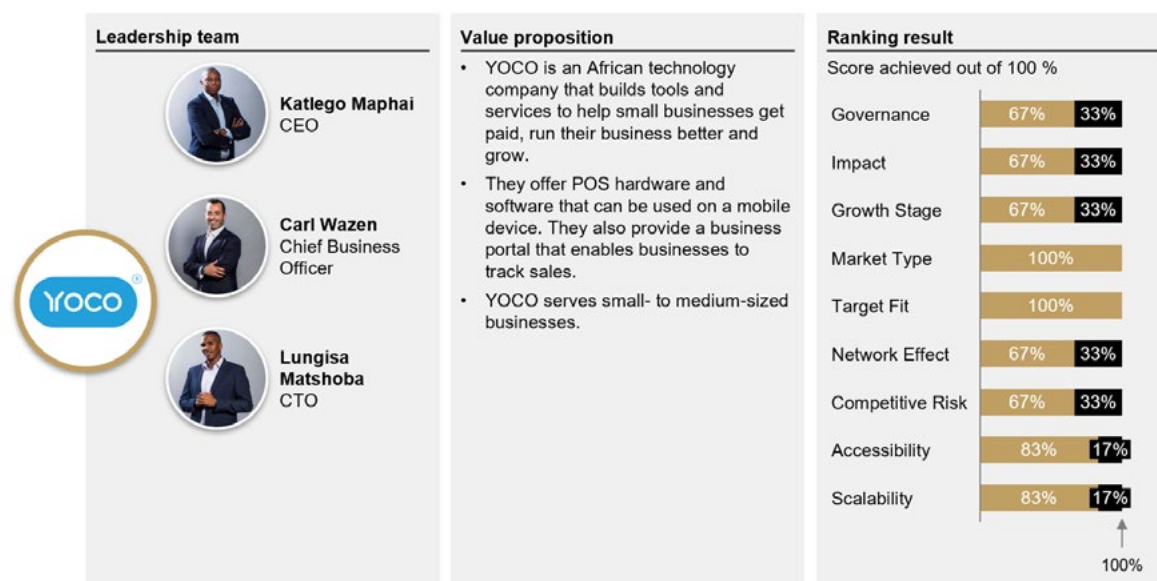 Leadership team
Katlego Maphai
CEO
Carl Wazen
Chief Business
Officer
Lungisa
Matshoba
CTO
YOCO
®
Value proposition
• YOCO is an African technology
company that builds tools and
services to help small businesses get
paid, run their business better and
grow.
• They offer POS hardware and
software that can be used on a mobile
device. They also provide a business
portal that enables businesses to
track sales.
• YOCO serves small- to medium-sized
businesses.
Ranking result
Score achieved out of 100 %
Governance 67% 33%
Impact 67% 33%
Growth Stage 67% 33%
Market Type 100%
Target Fit 100%
Network Effect 67% 33%
Competitive Risk 67% 33%
Accessibility 83% 17%
Scalability 83% 17%
100%